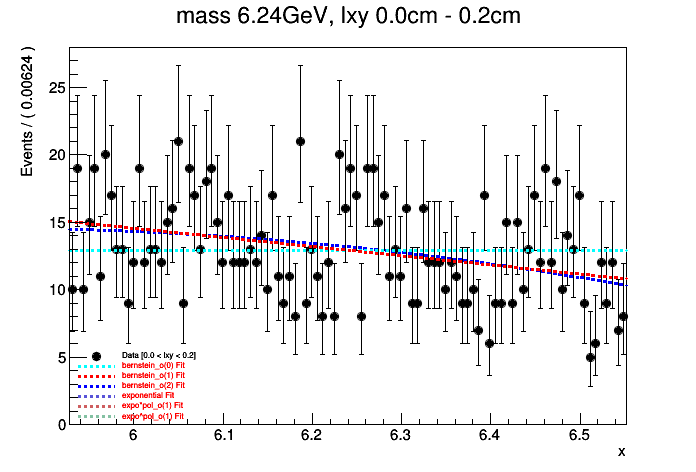 mass 6.24GeV, lxy 0.0cm - 0.2cm
Events / ( 0.00624 )
25
20
15
10
5
0
Data [0.0 < lxy < 0.2]
bernstein_o(0) Fit
bernstein_o(1) Fit
bernstein_o(2) Fit
exponential Fit
expo*pol_o(1) Fit
expo*pol_o(1) Fit
6 6.1 6.2 6.3 6.4 6.5
x